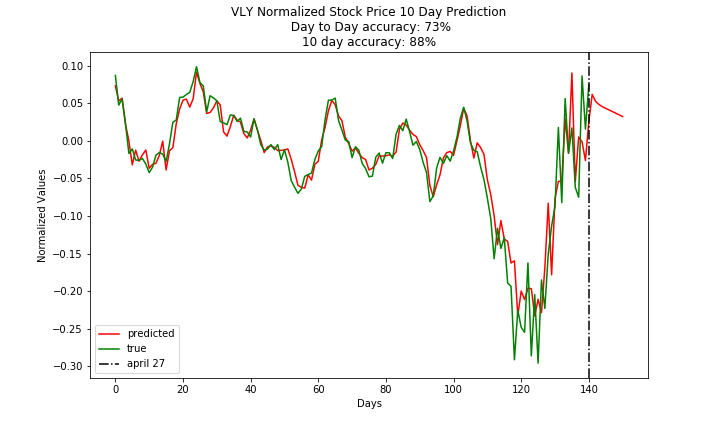 VLY Normalized Stock Price 10 Day Prediction
Day to Day accuracy: 73%
10 day accuracy: 88%
0.10
0.05
0.00
−0.05
−0.10
−0.15
−0.20
−0.25
−0.30
Normalized Values
predicted
true
april 27
0 20 40 60 80 100 120 140
Days